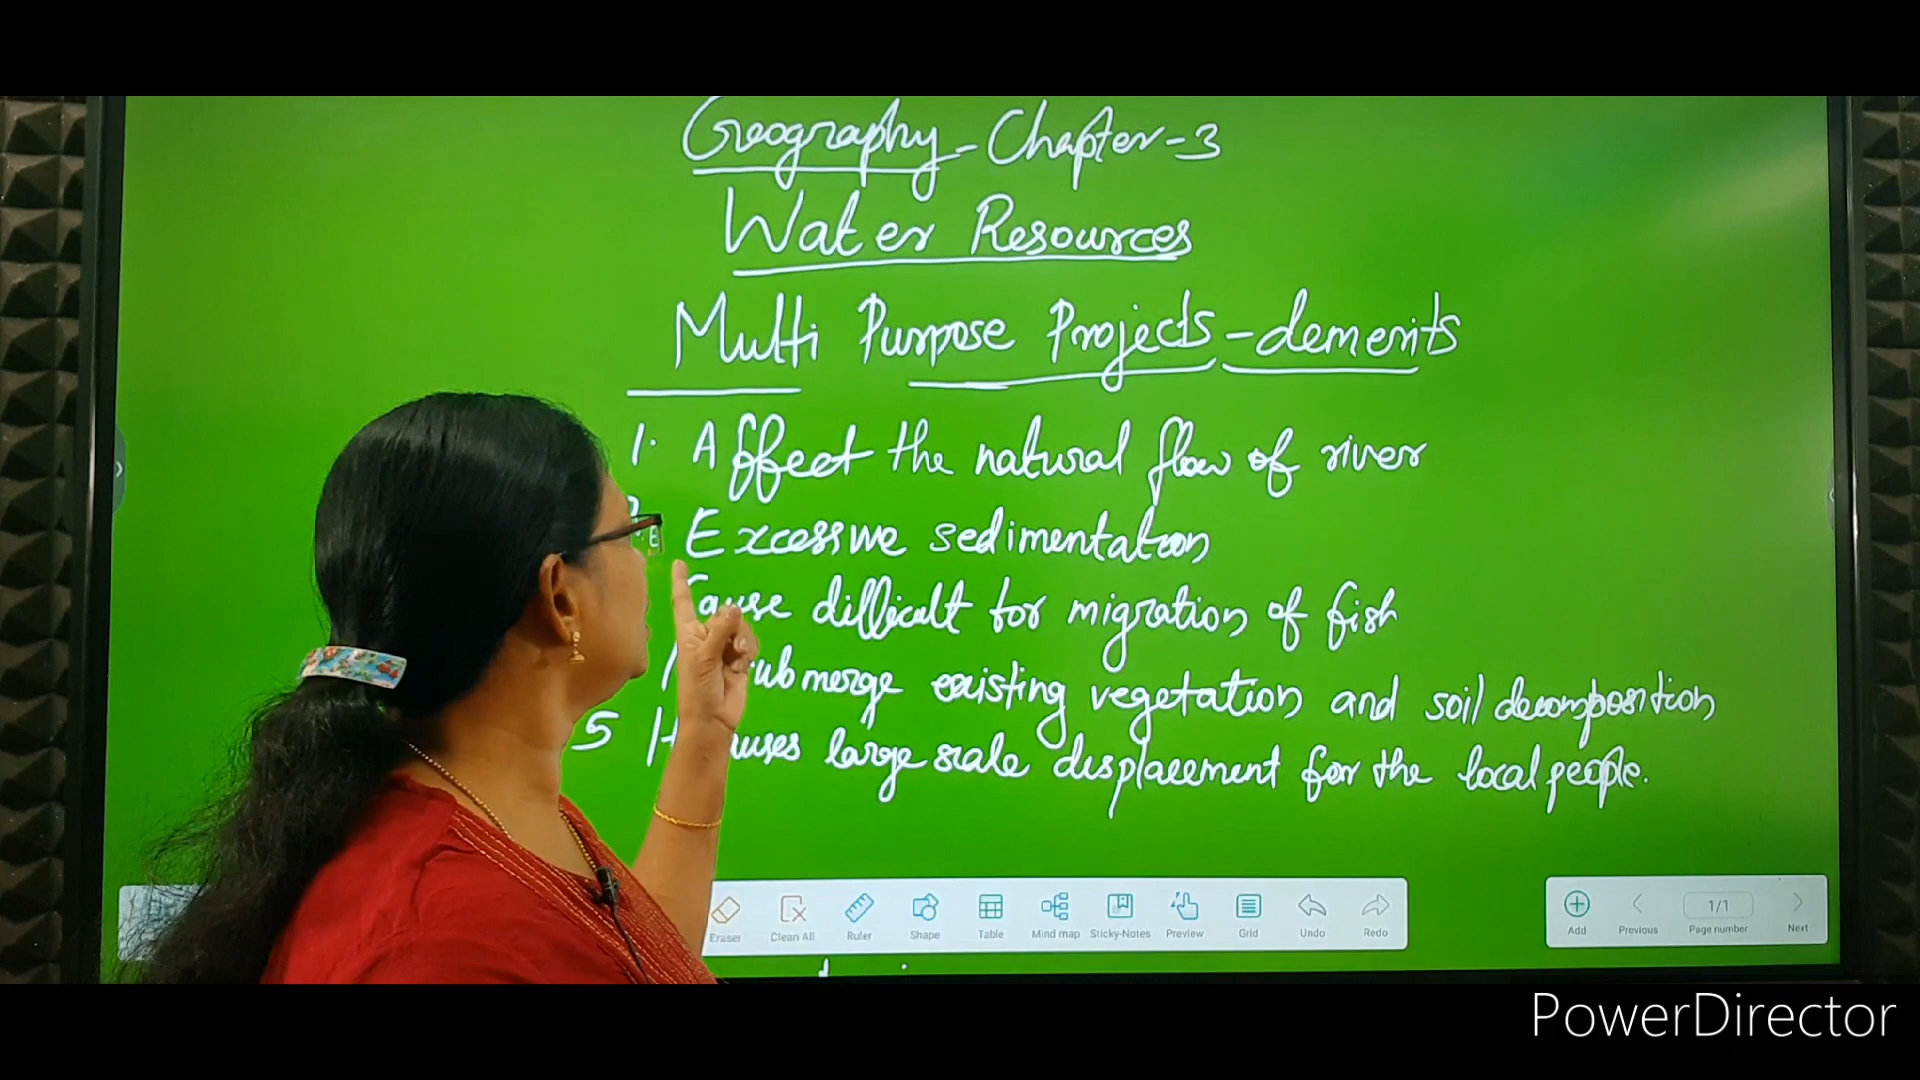 Geography - Chapter - 3
Water Resources
Multi Purpose Projects - demerits
1. Affect the natural flow of river
Excessive sedimentation
Cause difficult for migration of fish
submerge existing vegetation and soil decomposition
5 causes large scale displacement for the local people.
Eraser Clean All Ruler Shape Table Mind map Sticky-Notes Preview Grid Undo Redo
Add Previous 1/1 Page number Next
PowerDirector